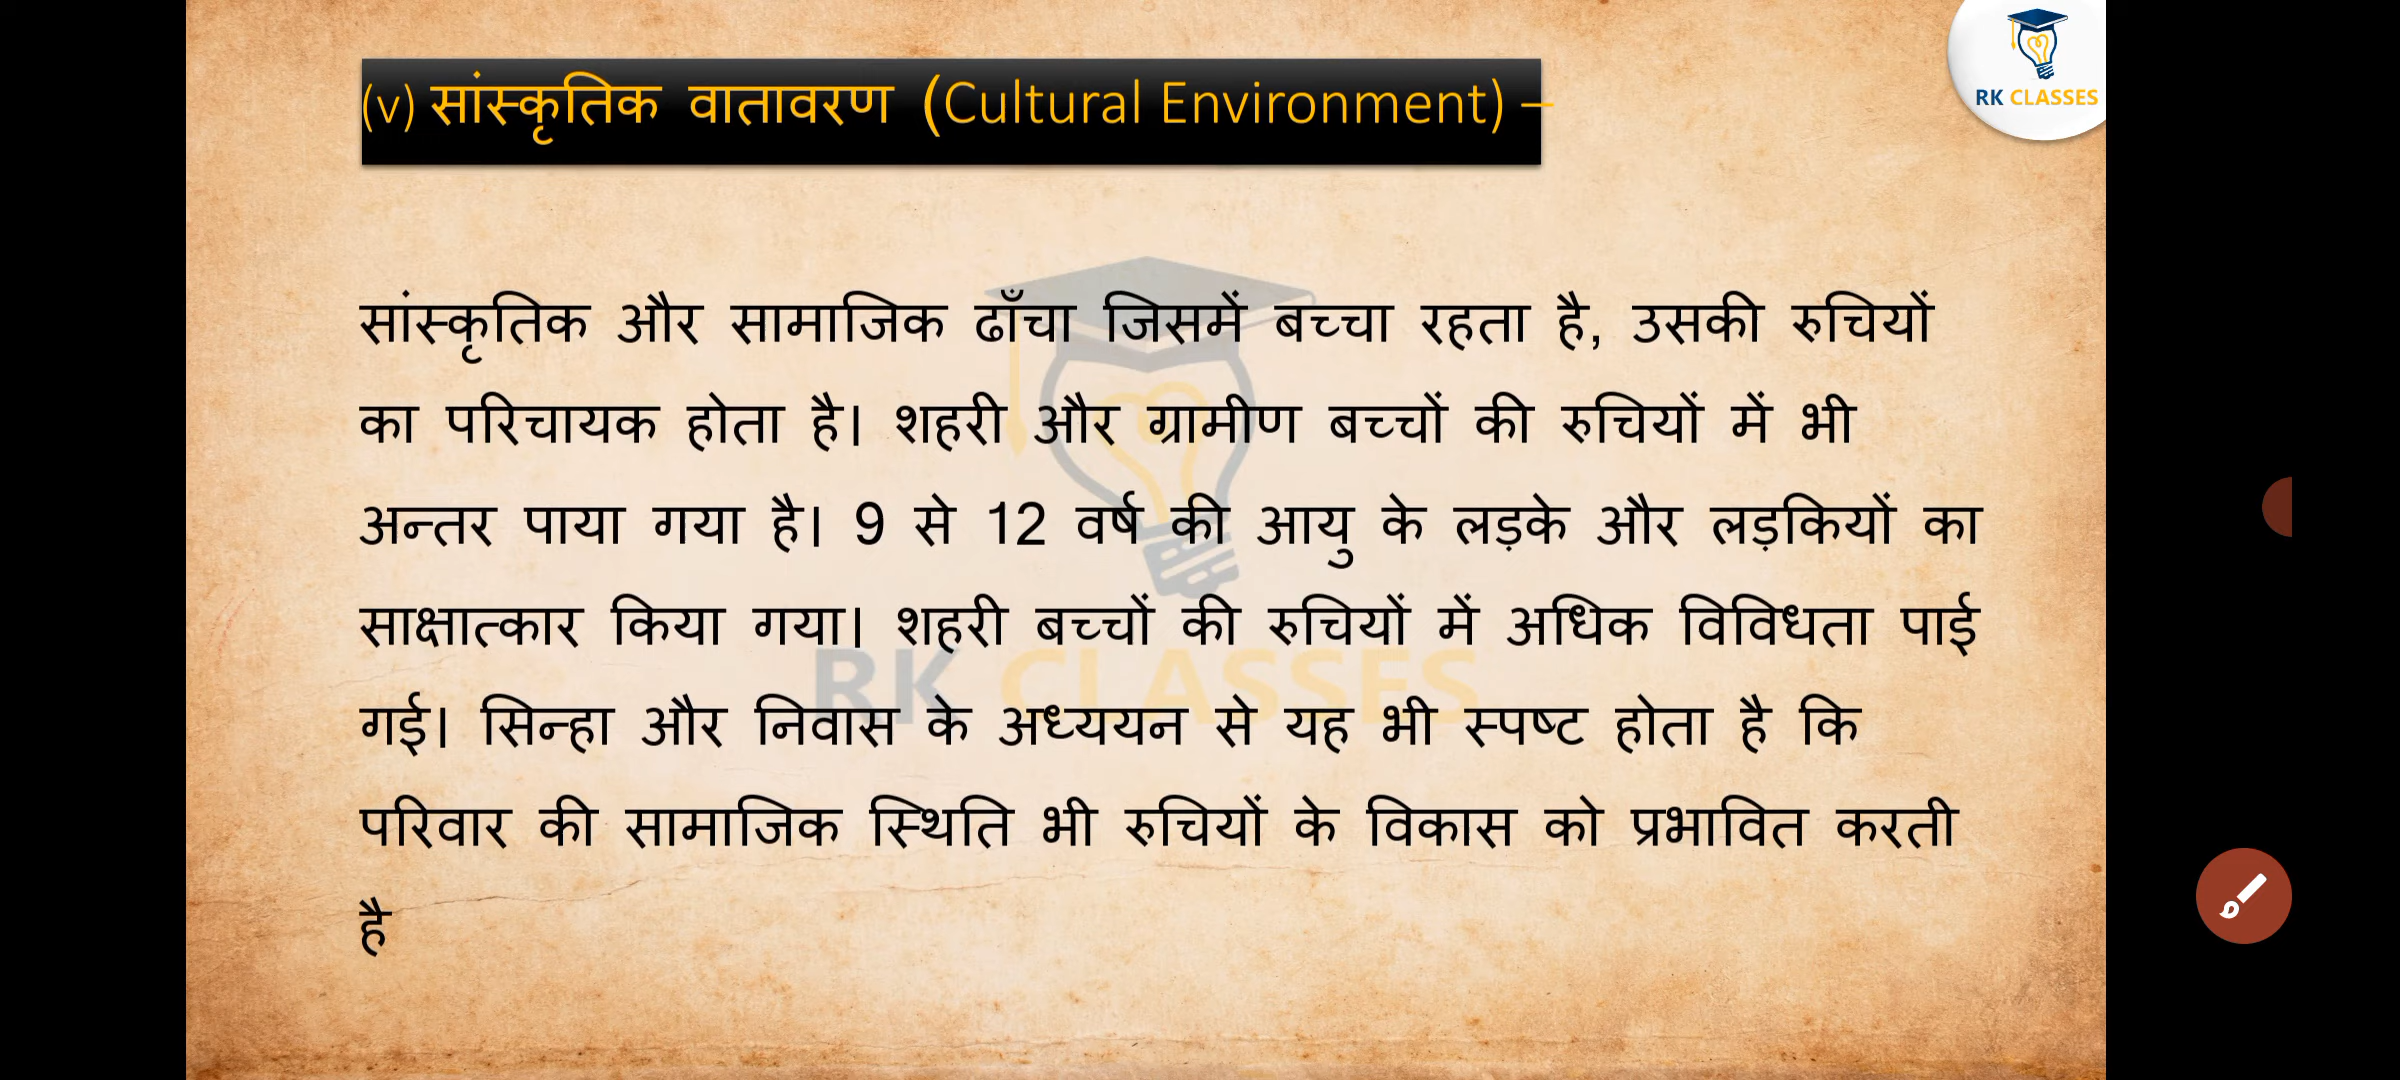 (v) सांस्कृतिक वातावरण (Cultural Environment) –
RK CLASSES
सांस्कृतिक और सामाजिक ढाँचा जिसमें बच्चा रहता है, उसकी रुचियों
का परिचायक होता है। शहरी और ग्रामीण बच्चों की रुचियों में भी
अन्तर पाया गया है। 9 से 12 वर्ष की आयु के लड़के और लड़कियों का
साक्षात्कार किया गया। शहरी बच्चों की रुचियों में अधिक विविधता पाई
RK CLASSES
गई। सिन्हा और निवास के अध्ययन से यह भी स्पष्ट होता है कि
परिवार की सामाजिक स्थिति भी रुचियों के विकास को प्रभावित करती
है